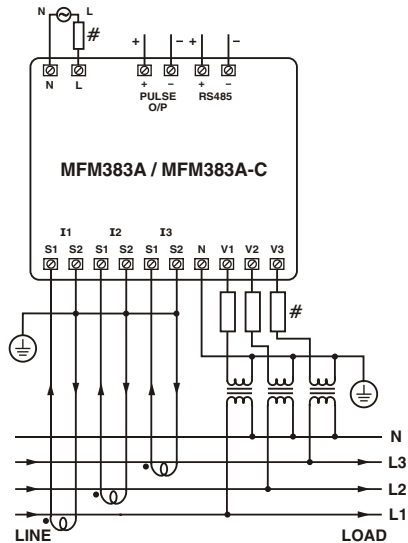 N L
#
+ − + −
N L + − + −
PULSE O/P RS485
MFM383A / MFM383A-C
I1 I2 I3
S1 S2 S1 S2 S1 S2 N V1 V2 V3
#
N
L3
L2
L1
LINE LOAD